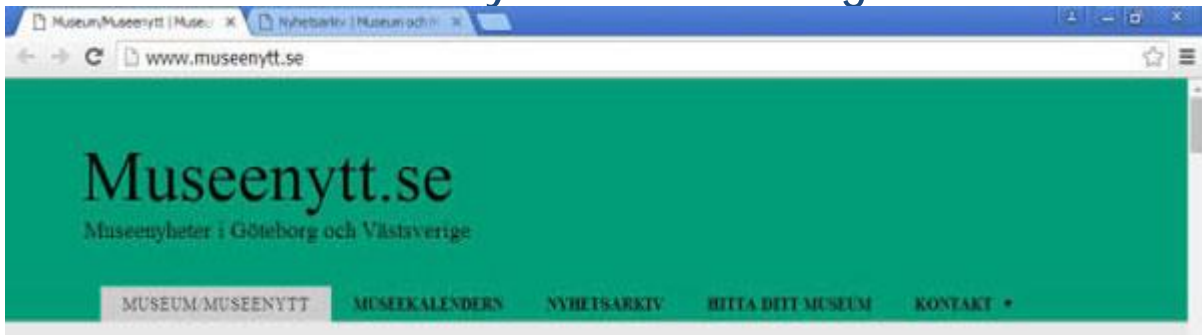 Museum/Museenytt | Museu
Nyhetsarkiv | Museum och n
www.museenytt.se
Museenytt.se
Museenyheter i Göteborg och Västsverige
MUSEUM/MUSEENYTT MUSEEKALENDERN NYHETSARKIV HITTA DITT MUSEUM KONTAKT